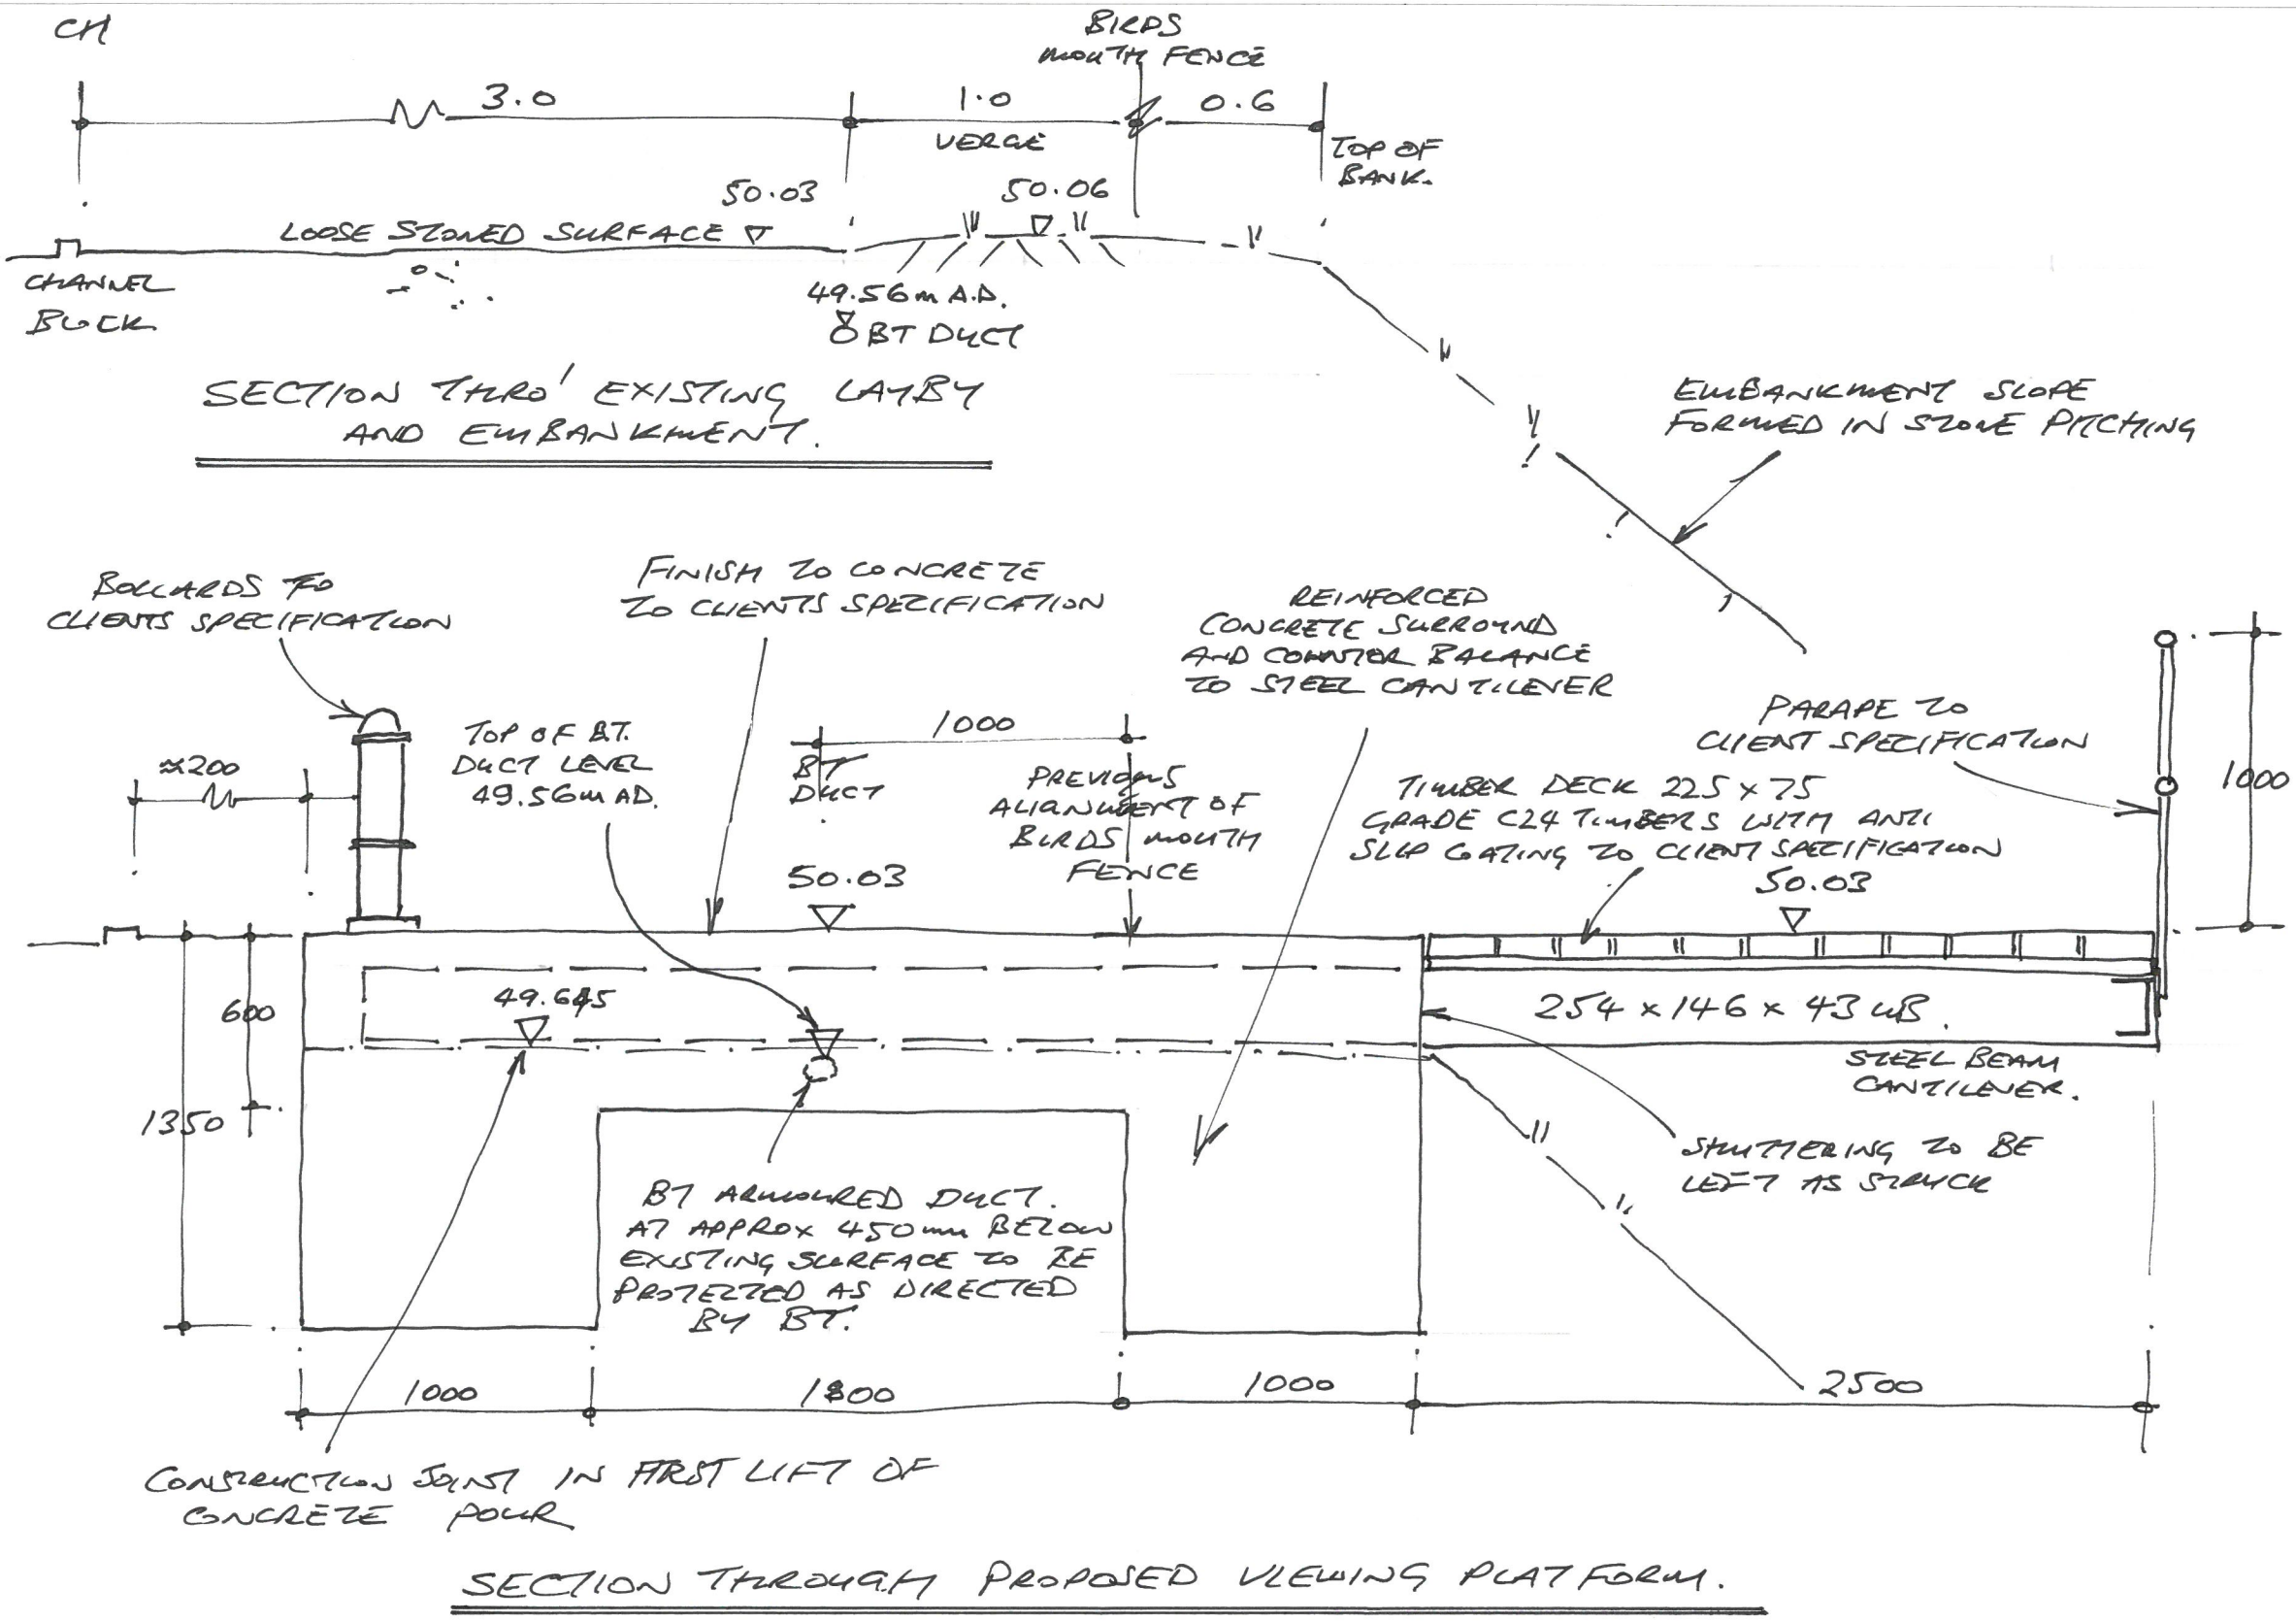 CH
BIRDS
MOUTH FENCE
3.0
1.0
0.6
VERGE
TOP OF
BANK.
50.03
50.06
LOOSE STONED SURFACE
CHANNEL
BLOCK
49.56m A.D.
BT DUCT
SECTION THRO' EXISTING LAYBY
AND EMBANKMENT.
EMBANKMENT SLOPE
FORMED IN STONE PITCHING
BOLLARDS TO
CLIENTS SPECIFICATION
FINISH TO CONCRETE
TO CLIENTS SPECIFICATION
REINFORCED
CONCRETE SURROUND
AND COUNTER BALANCE
TO STEEL CANTILEVER
PARAPE TO
CLIENT SPECIFICATION
1000
≈200
TOP OF BT.
DUCT LEVEL
49.56m AD.
1000
BT
DUCT
PREVIOUS
ALIGNMENT OF
BIRDS MOUTH
FENCE
TIMBER DECK 225 x 75
GRADE C24 TIMBERS WITH ANTI
SLIP COATING TO CLIENT SPECIFICATION
50.03
50.03
600
1350
254 x 146 x 43 UB.
STEEL BEAM
CANTILEVER.
SHUTTERING TO BE
LEFT AS STRUCK
BT ARMOURED DUCT.
AT APPROX 450mm BELOW
EXISTING SURFACE TO BE
PROTECTED AS DIRECTED
BY BT.
1000
1800
1000
2500
CONSTRUCTION JOINT IN FIRST LIFT OF
CONCRETE POUR
SECTION THROUGH PROPOSED VIEWING PLATFORM.